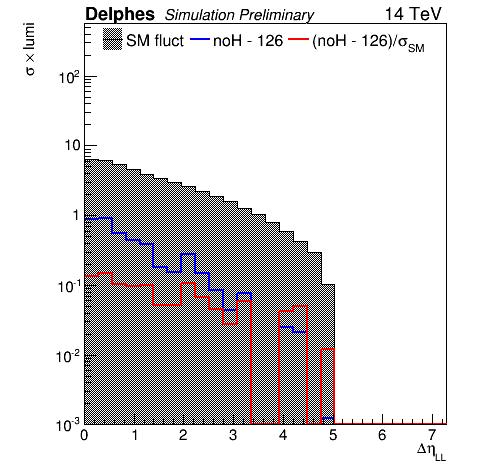 Delphes Simulation Preliminary 14 TeV
SM fluct noH - 126 (noH - 126)/σ_SM
σ × lumi
10²
10
1
10⁻¹
10⁻²
10⁻³
0 1 2 3 4 5 6 7
Δη_LL